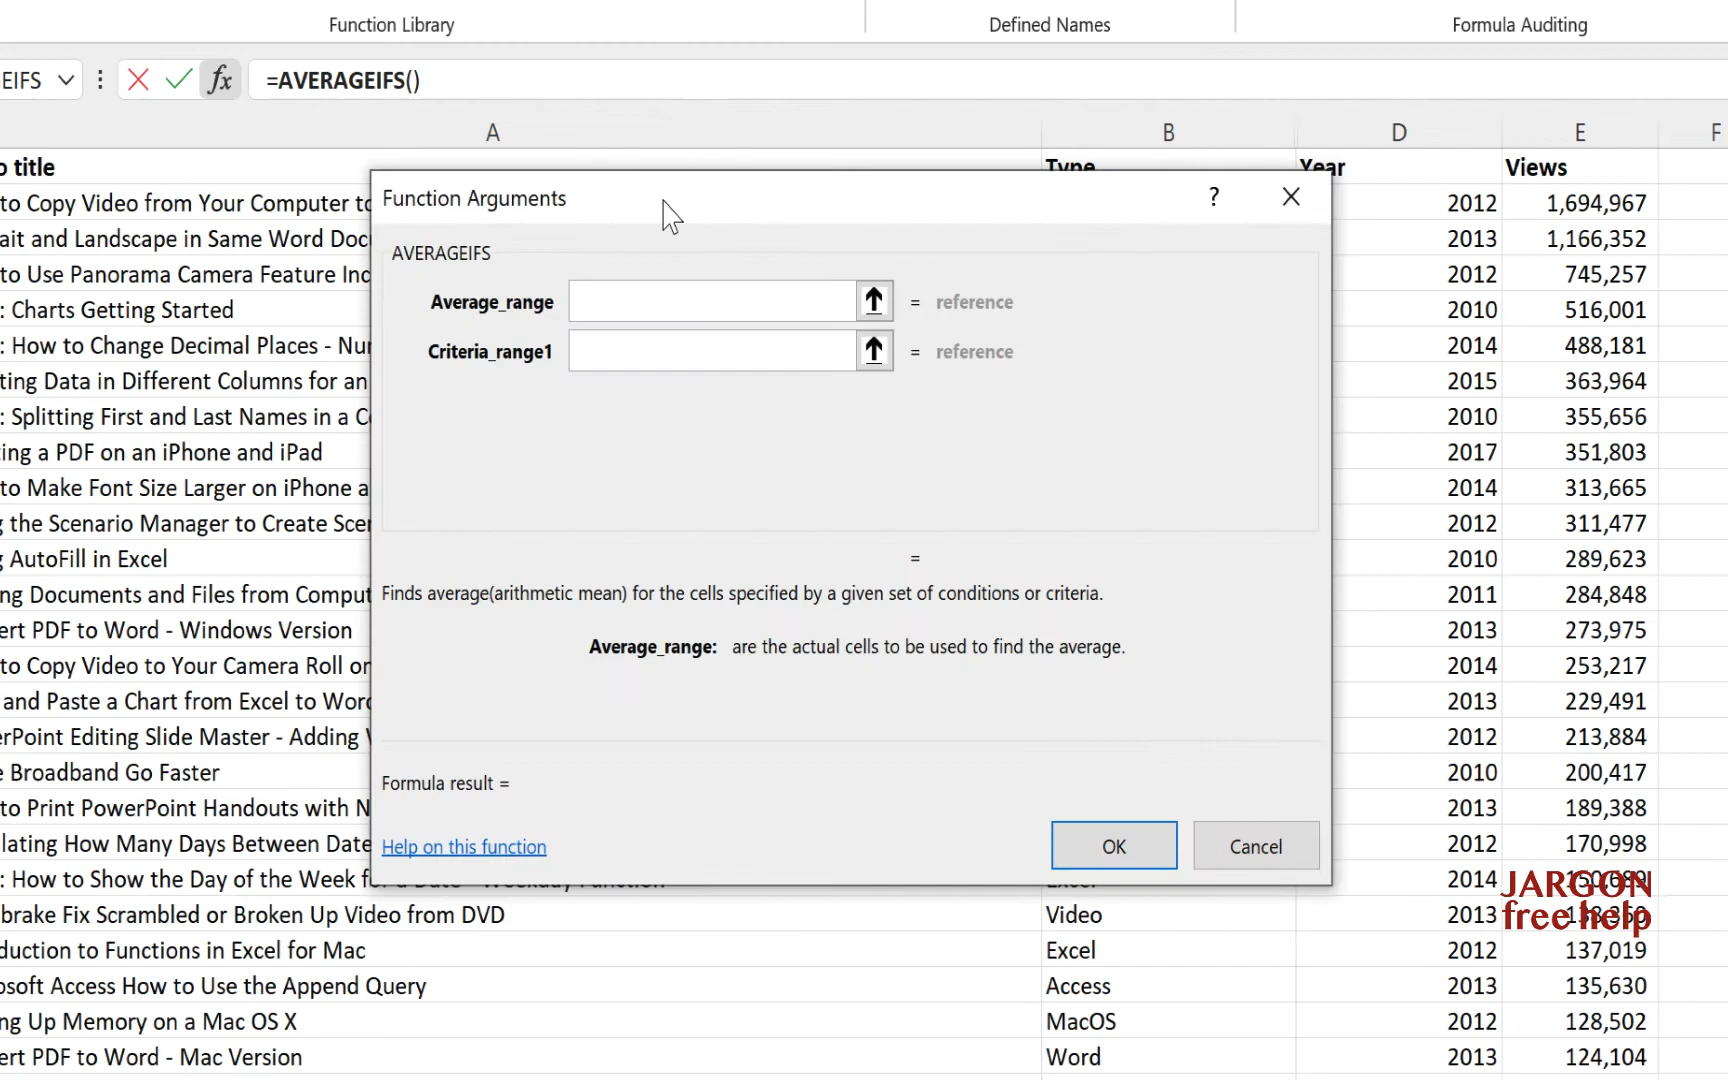 Function Library Defined Names Formula Auditing
EIFS fx =AVERAGEIFS()
A B D E F
o title Type Year Views
to Copy Video from Your Computer to 2012 1,694,967
ait and Landscape in Same Word Doc 2013 1,166,352
to Use Panorama Camera Feature Inc 2012 745,257
: Charts Getting Started 2010 516,001
: How to Change Decimal Places - Nu 2014 488,181
ting Data in Different Columns for an 2015 363,964
: Splitting First and Last Names in a C 2010 355,656
ting a PDF on an iPhone and iPad 2017 351,803
to Make Font Size Larger on iPhone a 2014 313,665
g the Scenario Manager to Create Scer 2012 311,477
g AutoFill in Excel 2010 289,623
ng Documents and Files from Comput 2011 284,848
ert PDF to Word - Windows Version 2013 273,975
to Copy Video to Your Camera Roll or 2014 253,217
and Paste a Chart from Excel to Word 2013 229,491
erPoint Editing Slide Master - Adding 2012 213,884
e Broadband Go Faster 2010 200,417
to Print PowerPoint Handouts with N 2013 189,388
lating How Many Days Between Date 2012 170,998
: How to Show the Day of the Week for a Date - Weekday Function Excel 2014 150,689
brake Fix Scrambled or Broken Up Video from DVD Video 2013
duction to Functions in Excel for Mac Excel 2012 137,019
osoft Access How to Use the Append Query Access 2013 135,630
ng Up Memory on a Mac OS X MacOS 2012 128,502
ert PDF to Word - Mac Version Word 2013 124,104
Function Arguments ?
AVERAGEIFS
Average_range = reference
Criteria_range1 = reference
=
Finds average(arithmetic mean) for the cells specified by a given set of conditions or criteria.
Average_range: are the actual cells to be used to find the average.
Formula result =
Help on this function OK Cancel
JARGON
free help